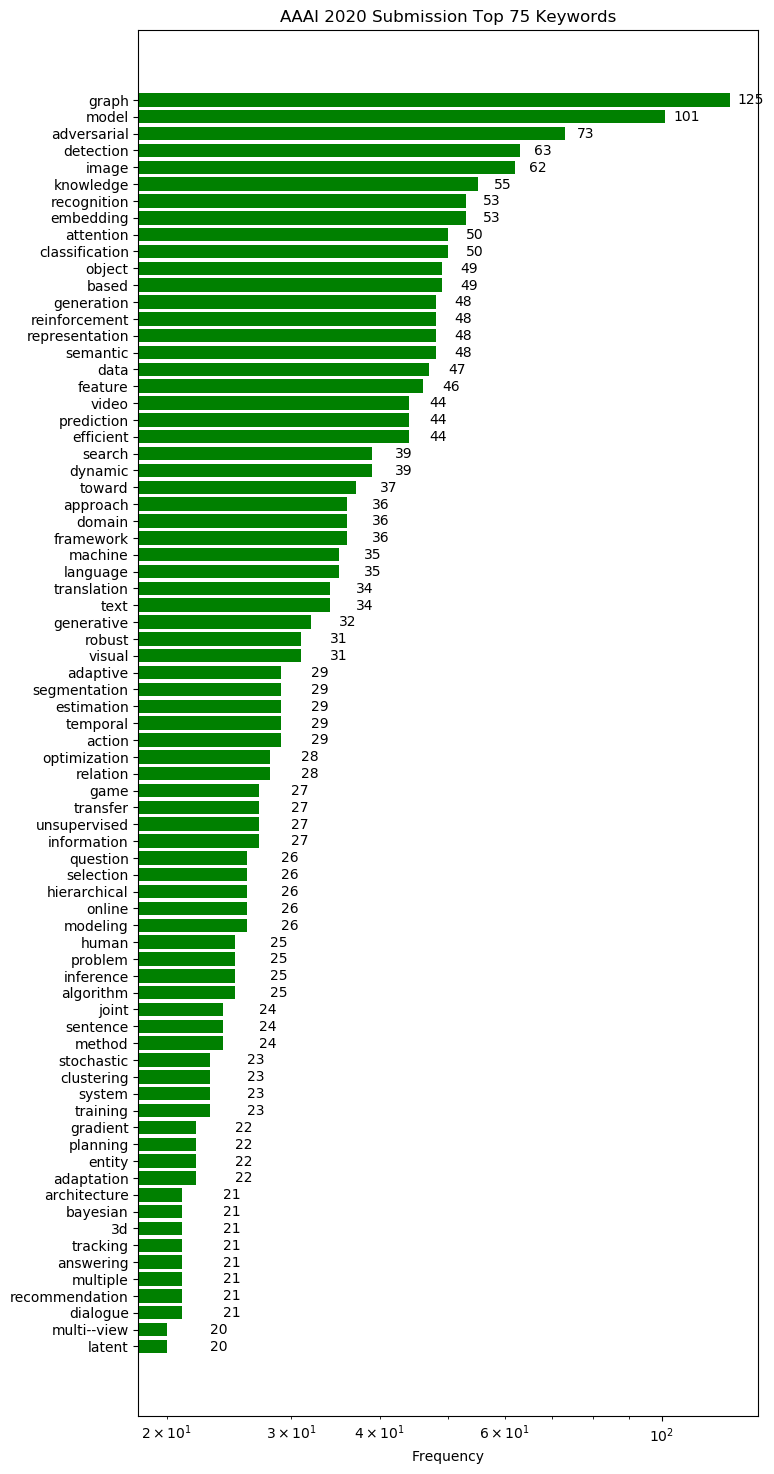 AAAI 2020 Submission Top 75 Keywords
graph 125
model 101
adversarial 73
detection 63
image 62
knowledge 55
recognition 53
embedding 53
attention 50
classification 50
object 49
based 49
generation 48
reinforcement 48
representation 48
semantic 48
data 47
feature 46
video 44
prediction 44
efficient 44
search 39
dynamic 39
toward 37
approach 36
domain 36
framework 36
machine 35
language 35
translation 34
text 34
generative 32
robust 31
visual 31
adaptive 29
segmentation 29
estimation 29
temporal 29
action 29
optimization 28
relation 28
game 27
transfer 27
unsupervised 27
information 27
question 26
selection 26
hierarchical 26
online 26
modeling 26
human 25
problem 25
inference 25
algorithm 25
joint 24
sentence 24
method 24
stochastic 23
clustering 23
system 23
training 23
gradient 22
planning 22
entity 22
adaptation 22
architecture 21
bayesian 21
3d 21
tracking 21
answering 21
multiple 21
recommendation 21
dialogue 21
multi--view 20
latent 20
2 × 10¹ 3 × 10¹ 4 × 10¹ 6 × 10¹ 10²
Frequency